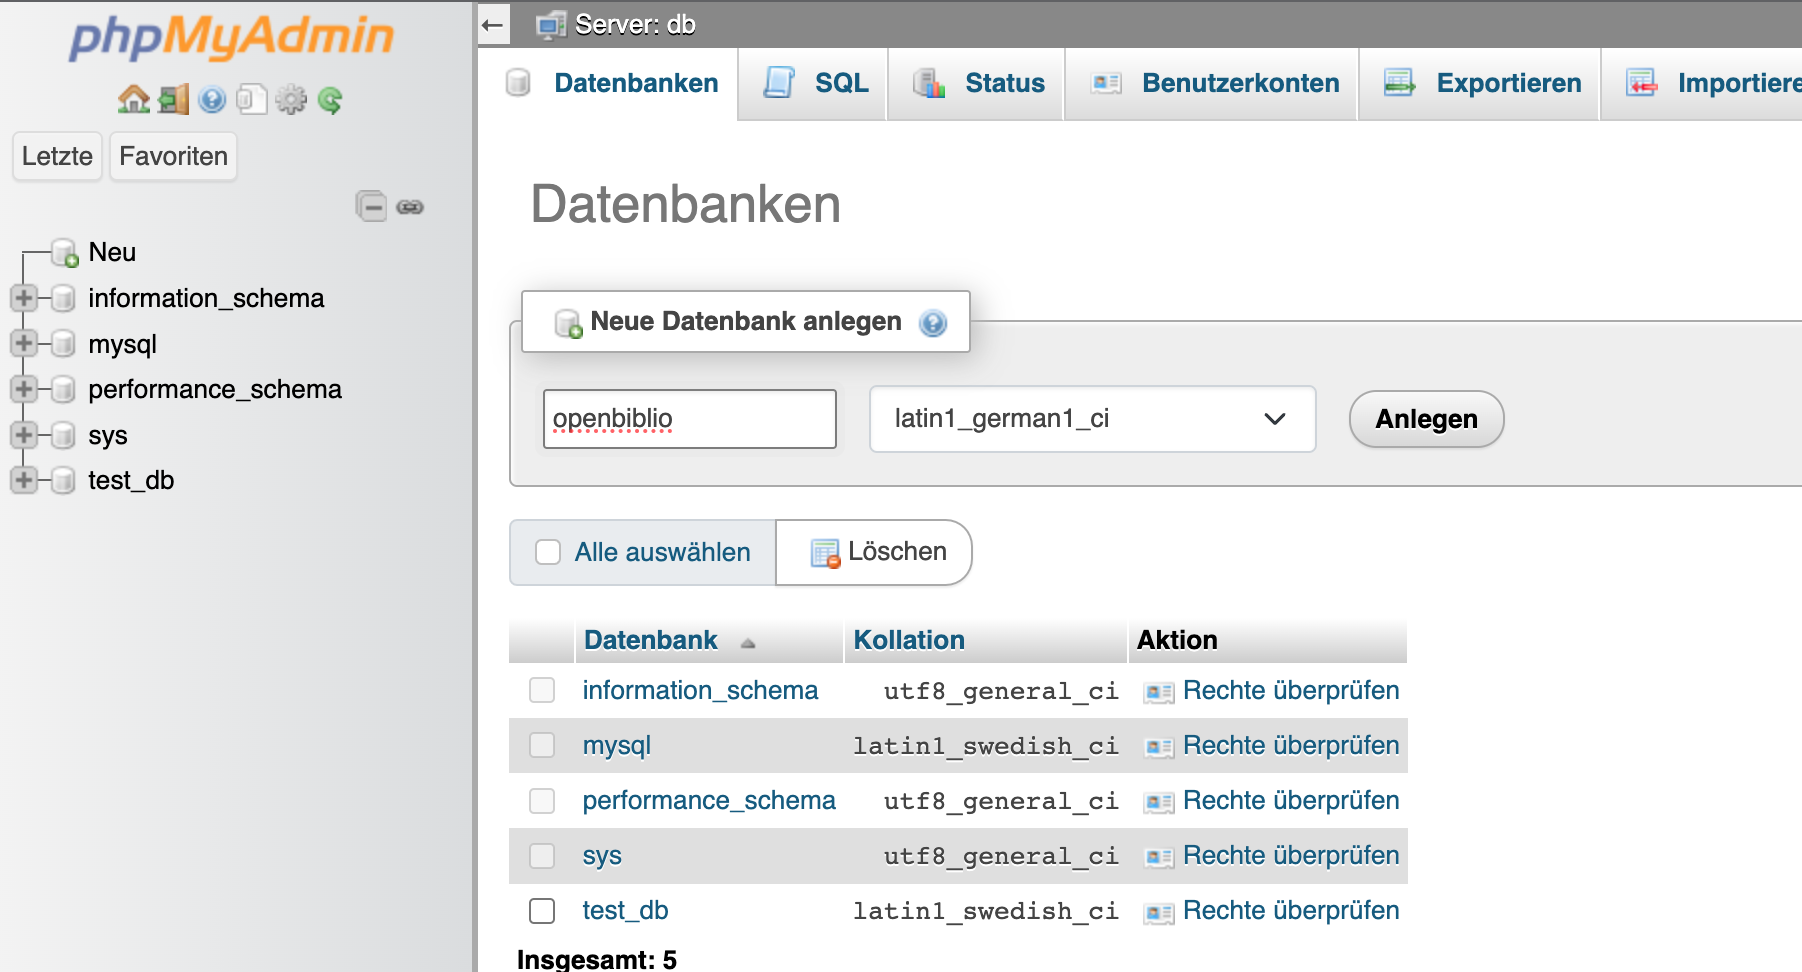 phpMyAdmin
Letzte Favoriten
Neu
information_schema
mysql
performance_schema
sys
test_db
Server: db
Datenbanken SQL Status Benutzerkonten Exportieren Importiere
Datenbanken
Neue Datenbank anlegen
openbiblio latin1_german1_ci Anlegen
Alle auswählen Löschen
Datenbank Kollation Aktion
information_schema utf8_general_ci Rechte überprüfen
mysql latin1_swedish_ci Rechte überprüfen
performance_schema utf8_general_ci Rechte überprüfen
sys utf8_general_ci Rechte überprüfen
test_db latin1_swedish_ci Rechte überprüfen
Insgesamt: 5